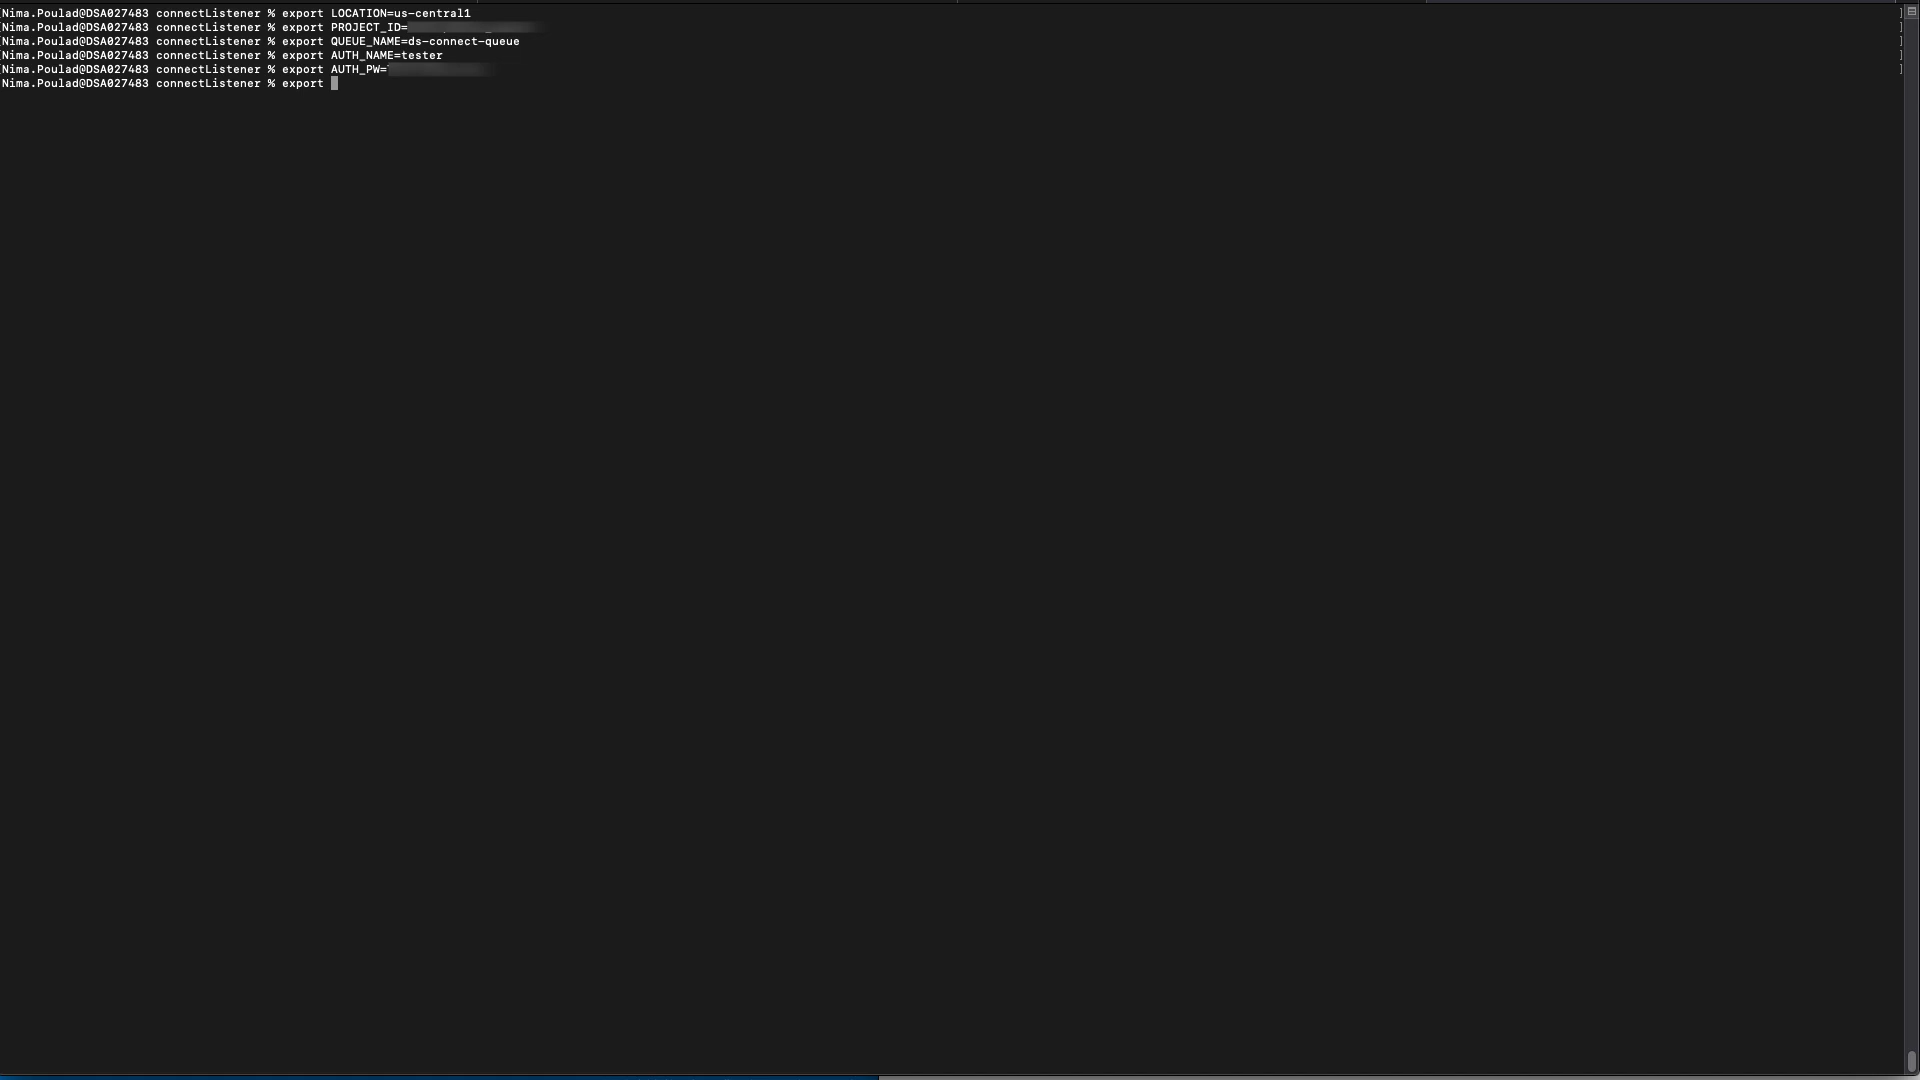 Nima.Poulad@DSA027483 connectListener % export LOCATION=us-central1
Nima.Poulad@DSA027483 connectListener % export PROJECT_ID=
Nima.Poulad@DSA027483 connectListener % export QUEUE_NAME=ds-connect-queue
Nima.Poulad@DSA027483 connectListener % export AUTH_NAME=tester
Nima.Poulad@DSA027483 connectListener % export AUTH_PW=
Nima.Poulad@DSA027483 connectListener % export